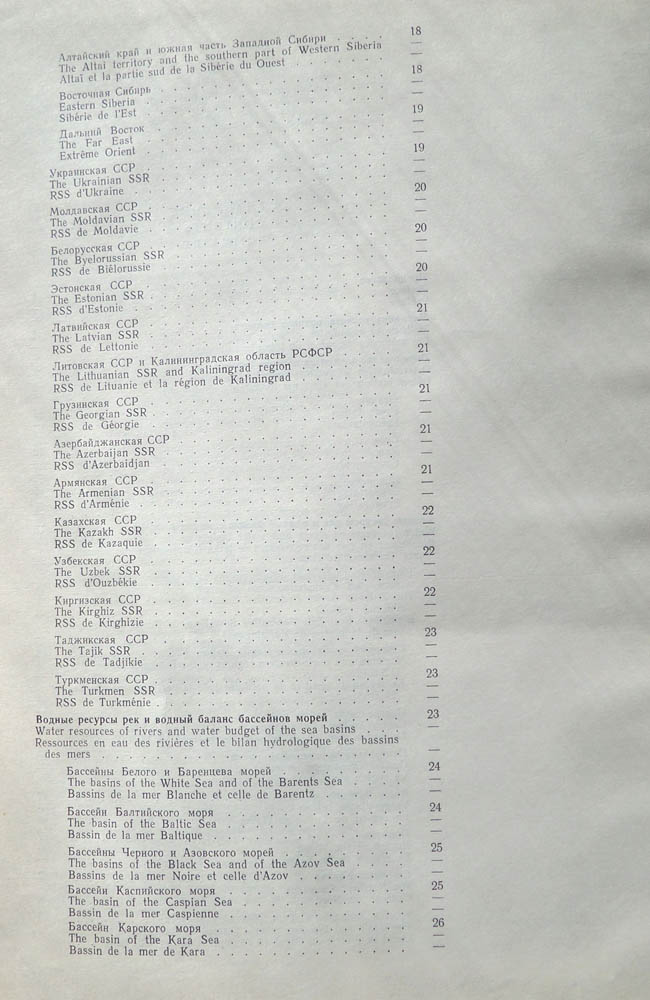 Алтайский край и южная часть Западной Сибири . . . . 18
The Altai territory and the southern part of Western Siberia —
Altaï et la partie sud de la Sibérie du Ouest . . . . . . —
Восточная Сибирь . . . . . . . . . . . . . . . 18
Eastern Siberia . . . . . . . . . . . . . . . —
Sibérie de l'Est . . . . . . . . . . . . . . . —
Дальний Восток . . . . . . . . . . . . . . . 19
The Far East . . . . . . . . . . . . . . . —
Extrême Orient . . . . . . . . . . . . . . . —
Украинская ССР . . . . . . . . . . . . . . . 19
The Ukrainian SSR . . . . . . . . . . . . . . . —
RSS d'Ukraine . . . . . . . . . . . . . . . —
Молдавская ССР . . . . . . . . . . . . . . . 20
The Moldavian SSR . . . . . . . . . . . . . . . —
RSS de Moldavie . . . . . . . . . . . . . . . —
Белорусская ССР . . . . . . . . . . . . . . . 20
The Byelorussian SSR . . . . . . . . . . . . . . . —
RSS de Biêlorussie . . . . . . . . . . . . . . . —
Эстонская ССР . . . . . . . . . . . . . . . 20
The Estonian SSR . . . . . . . . . . . . . . . —
RSS d'Estonie . . . . . . . . . . . . . . . —
Латвийская ССР . . . . . . . . . . . . . . . 21
The Latvian SSR . . . . . . . . . . . . . . . —
RSS de Lettonie . . . . . . . . . . . . . . . —
Литовская ССР и Калининградская область РСФСР . . . . 21
The Lithuanian SSR and Kaliningrad region . . . . . . —
RSS de Lituanie et la région de Kaliningrad . . . . . . —
Грузинская ССР . . . . . . . . . . . . . . . 21
The Georgian SSR . . . . . . . . . . . . . . . —
RSS de Géorgie . . . . . . . . . . . . . . . —
Азербайджанская ССР . . . . . . . . . . . . . . 21
The Azerbaijan SSR . . . . . . . . . . . . . . —
RSS d'Azerbaidjan . . . . . . . . . . . . . . —
Армянская ССР . . . . . . . . . . . . . . . 21
The Armenian SSR . . . . . . . . . . . . . . . —
RSS d'Arménie . . . . . . . . . . . . . . . —
Казахская ССР . . . . . . . . . . . . . . . 22
The Kazakh SSR . . . . . . . . . . . . . . . —
RSS de Kazaquie . . . . . . . . . . . . . . . —
Узбекская ССР . . . . . . . . . . . . . . . 22
The Uzbek SSR . . . . . . . . . . . . . . . —
RSS d'Ouzbékie . . . . . . . . . . . . . . . —
Киргизская ССР . . . . . . . . . . . . . . . 22
The Kirghiz SSR . . . . . . . . . . . . . . . —
RSS de Kirghizie . . . . . . . . . . . . . . . —
Таджикская ССР . . . . . . . . . . . . . . . 23
The Tajik SSR . . . . . . . . . . . . . . . —
RSS de Tadjikie . . . . . . . . . . . . . . . —
Туркменская ССР . . . . . . . . . . . . . . . 23
The Turkmen SSR . . . . . . . . . . . . . . . —
RSS de Turkménie . . . . . . . . . . . . . . . —
Водные ресурсы рек и водный баланс бассейнов морей . . . . . 23
Water resources of rivers and water budget of the sea basins . . . . —
Ressources en eau des rivières et le bilan hydrologique des bassins
des mers . . . . . . . . . . . . . . . . . —
Бассейны Белого и Баренцева морей . . . . . . . . 24
The basins of the White Sea and of the Barents Sea . . . . —
Bassins de la mer Blanche et celle de Barentz . . . . . . —
Бассейн Балтийского моря . . . . . . . . . . . . 24
The basin of the Baltic Sea . . . . . . . . . . . . —
Bassin de la mer Baltique . . . . . . . . . . . . —
Бассейны Черного и Азовского морей . . . . . . . . 25
The basins of the Black Sea and of the Azov Sea . . . . —
Bassins de la mer Noire et celle d'Azov . . . . . . . —
Бассейн Каспийского моря . . . . . . . . . . . . 25
The basin of the Caspian Sea . . . . . . . . . . . —
Bassin de la mer Caspienne . . . . . . . . . . . . —
Бассейн Карского моря . . . . . . . . . . . . . 26
The basin of the Kara Sea . . . . . . . . . . . . —
Bassin de la mer de Kara . . . . . . . . . . . . —